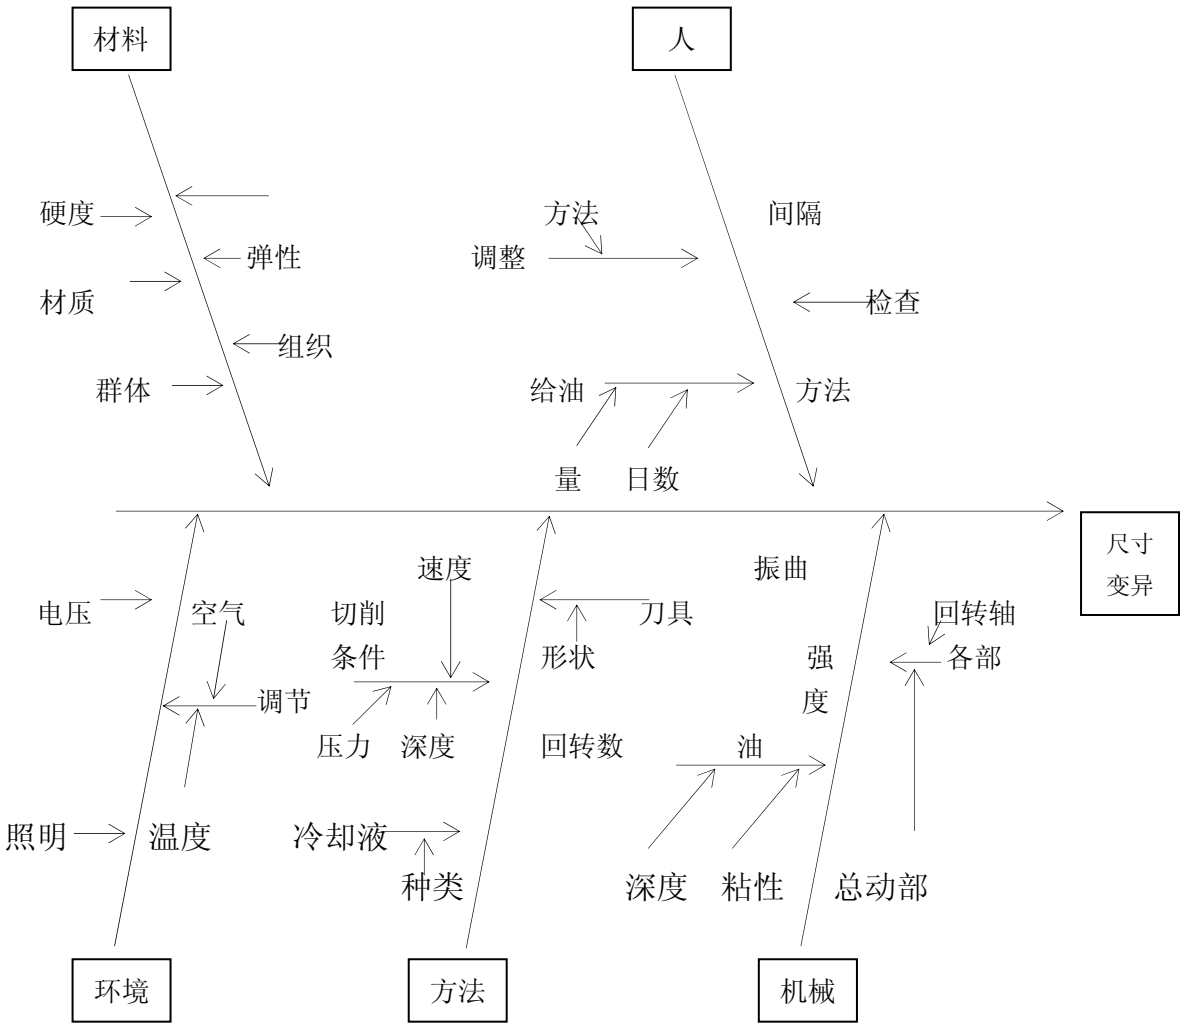 材料
人
硬度
方法
间隔
弹性
调整
材质
检查
组织
群体
给油
方法
量
日数
尺寸
变异
速度
振曲
电压
空气
切削
条件
刀具
形状
回转轴
各部
强
度
调节
压力
深度
回转数
油
照明
温度
冷却液
种类
深度
粘性
总动部
环境
方法
机械